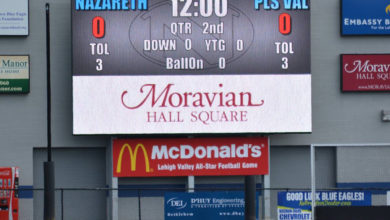 NAZARETH 12:00 PLS VAL
0 QTR 2nd 0
TOL DOWN 0 YTG 0 TOL
3 BallOn 0 3
Moravian
HALL SQUARE
McDonald's
Lehigh Valley All-Star Football
EMBASSY
Manor
MORAVIAN
HALL SQUARE
D'HUY Engineering
GOOD LUCK BLUE EAGLES!
CHEVROLET